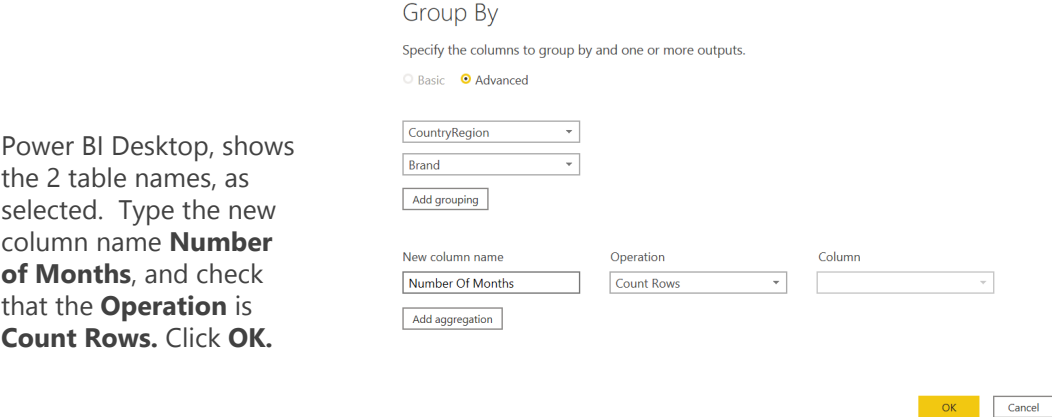 Group By
Specify the columns to group by and one or more outputs.
Basic Advanced
CountryRegion
Brand
Add grouping
New column name Operation Column
Number Of Months Count Rows
Add aggregation
OK Cancel
Power BI Desktop, shows
the 2 table names, as
selected. Type the new
column name Number
of Months, and check
that the Operation is
Count Rows. Click OK.